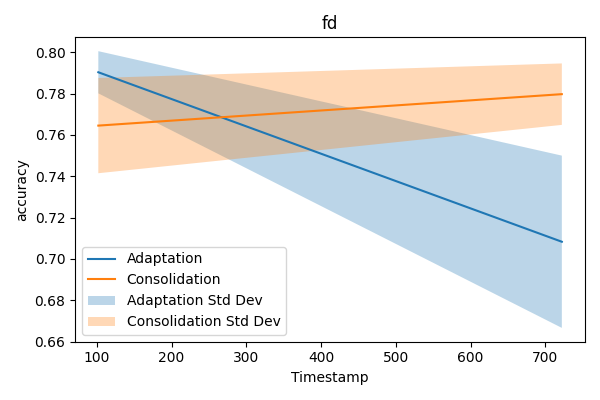 fd
accuracy
0.80
0.78
0.76
0.74
0.72
0.70
0.68
0.66
Adaptation
Consolidation
Adaptation Std Dev
Consolidation Std Dev
100 200 300 400 500 600 700
Timestamp